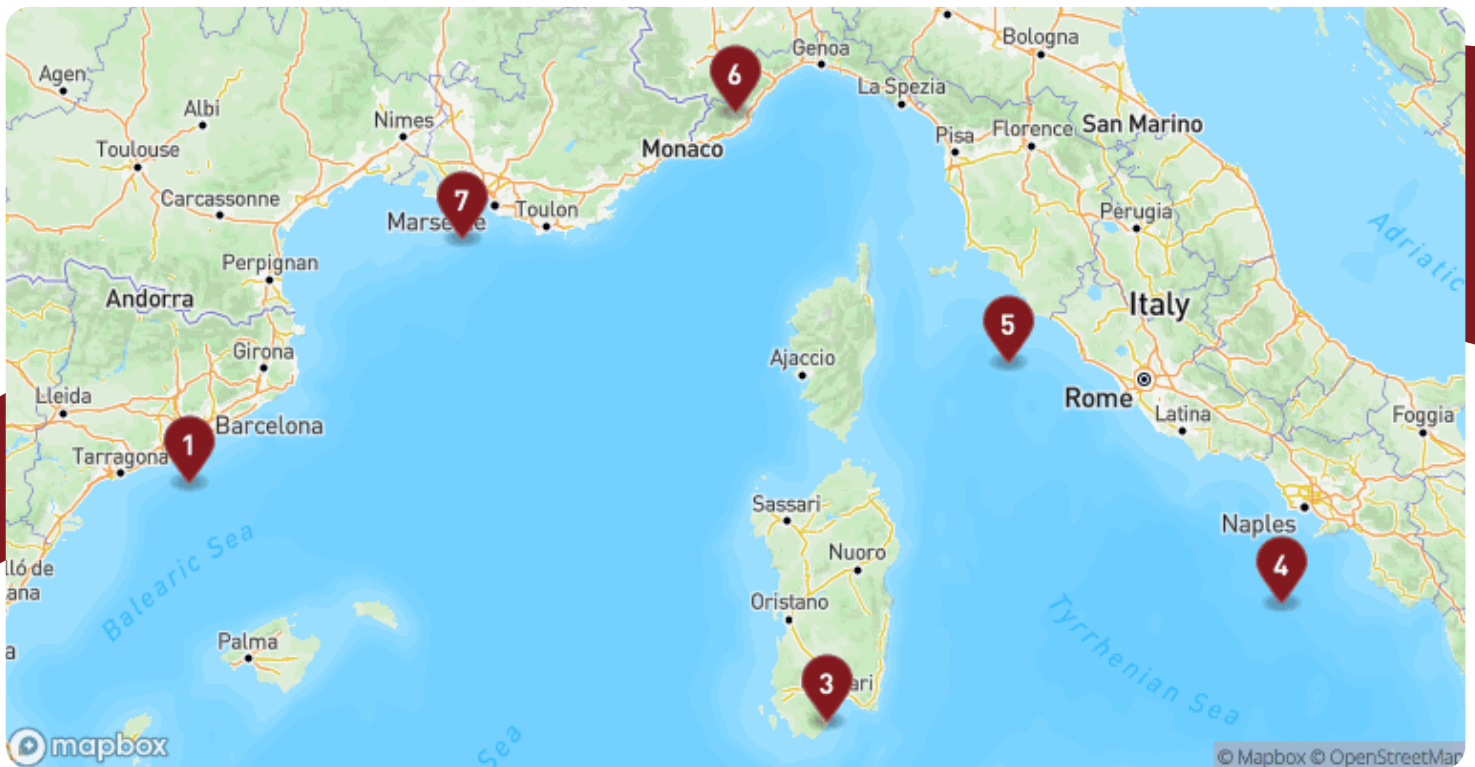 Bologna
Genoa
6
Agen
La Spezia
Albi
Nimes
San Marino
Pisa
Florence
Toulouse
Monaco
7
Carcassonne
Toulon
Perugia
Adriatic
Perpignan
Andorra
Italy
5
Girona
Ajaccio
Lleida
Rome
Latina
Foggia
Barcelona
1
Tarragona
Sassari
Naples
Balearic Sea
Nuoro
4
lló de
ana
Oristano
Tyrrhenian Sea
Palma
a
3
ari
Sea
mapbox
© Mapbox © OpenStreetMap